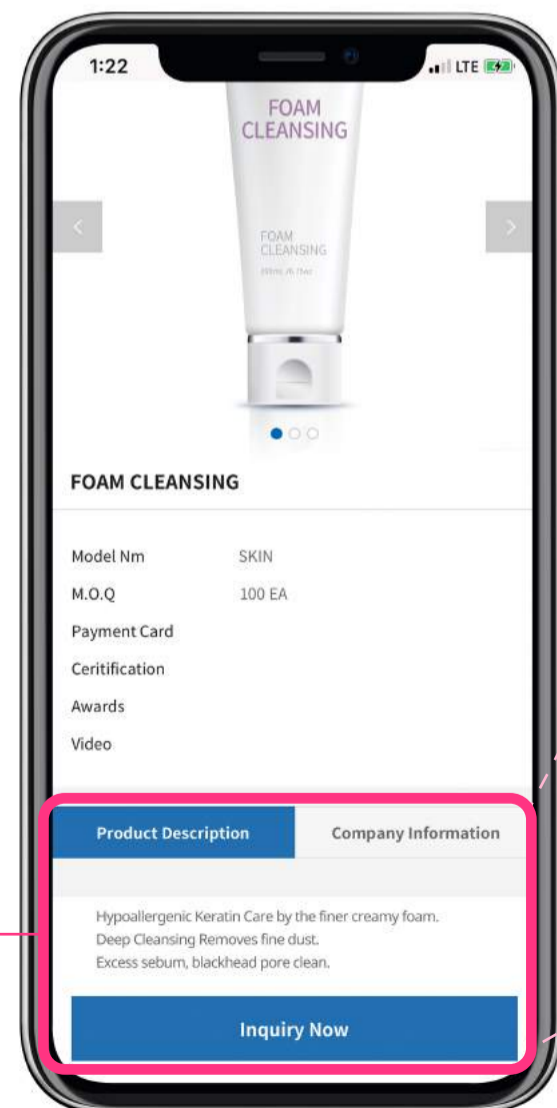 1:22
LTE
FOAM
CLEANSING
FOAM
CLEANSING
FOAM CLEANSING
Model Nm SKIN
M.O.Q 100 EA
Payment Card
Ceritification
Awards
Video
Product Description Company Information
Hypoallergenic Keratin Care by the finer creamy foam.
Deep Cleansing Removes fine dust.
Excess sebum, blackhead pore clean.
Inquiry Now